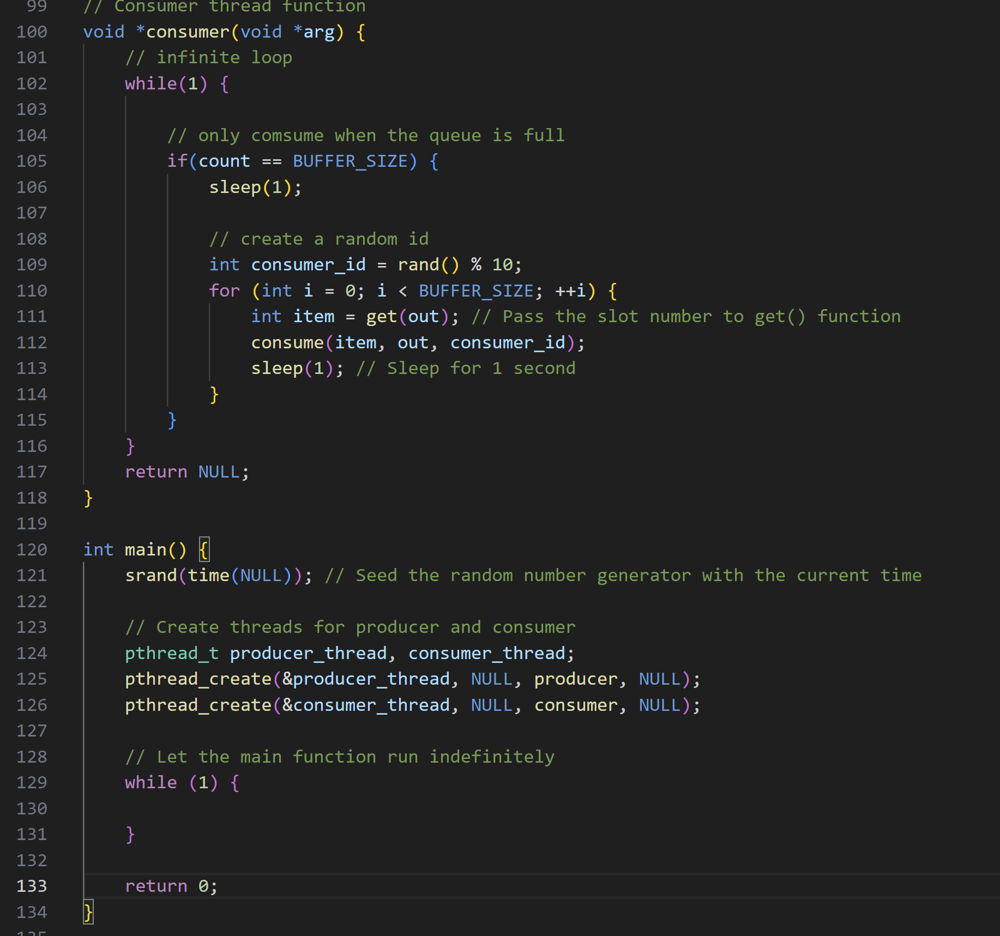 99 // Consumer thread function
100 void *consumer(void *arg) {
101 // infinite loop
102 while(1) {
103
104 // only comsume when the queue is full
105 if(count == BUFFER_SIZE) {
106 sleep(1);
107
108 // create a random id
109 int consumer_id = rand() % 10;
110 for (int i = 0; i < BUFFER_SIZE; ++i) {
111 int item = get(out); // Pass the slot number to get() function
112 consume(item, out, consumer_id);
113 sleep(1); // Sleep for 1 second
114 }
115 }
116 }
117 return NULL;
118 }
119
120 int main() {
121 srand(time(NULL)); // Seed the random number generator with the current time
122
123 // Create threads for producer and consumer
124 pthread_t producer_thread, consumer_thread;
125 pthread_create(&producer_thread, NULL, producer, NULL);
126 pthread_create(&consumer_thread, NULL, consumer, NULL);
127
128 // Let the main function run indefinitely
129 while (1) {
130
131 }
132
133 return 0;
134 }
135